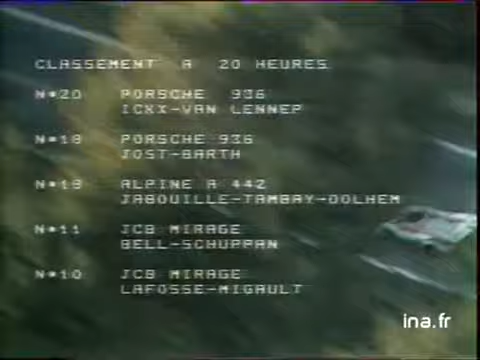 CLASSEMENT A 20 HEURES
N*20 PORSCHE 936
ICKX-VAN LENNEP
N*18 PORSCHE 936
JOST-BARTH
N*19 ALPINE A 442
JABOUILLE-TAMBAY-DOLHEM
N*11 JCB MIRAGE
BELL-SCHUPPAN
N*10 JCB MIRAGE
LAFOSSE-MIGAULT
ina.fr